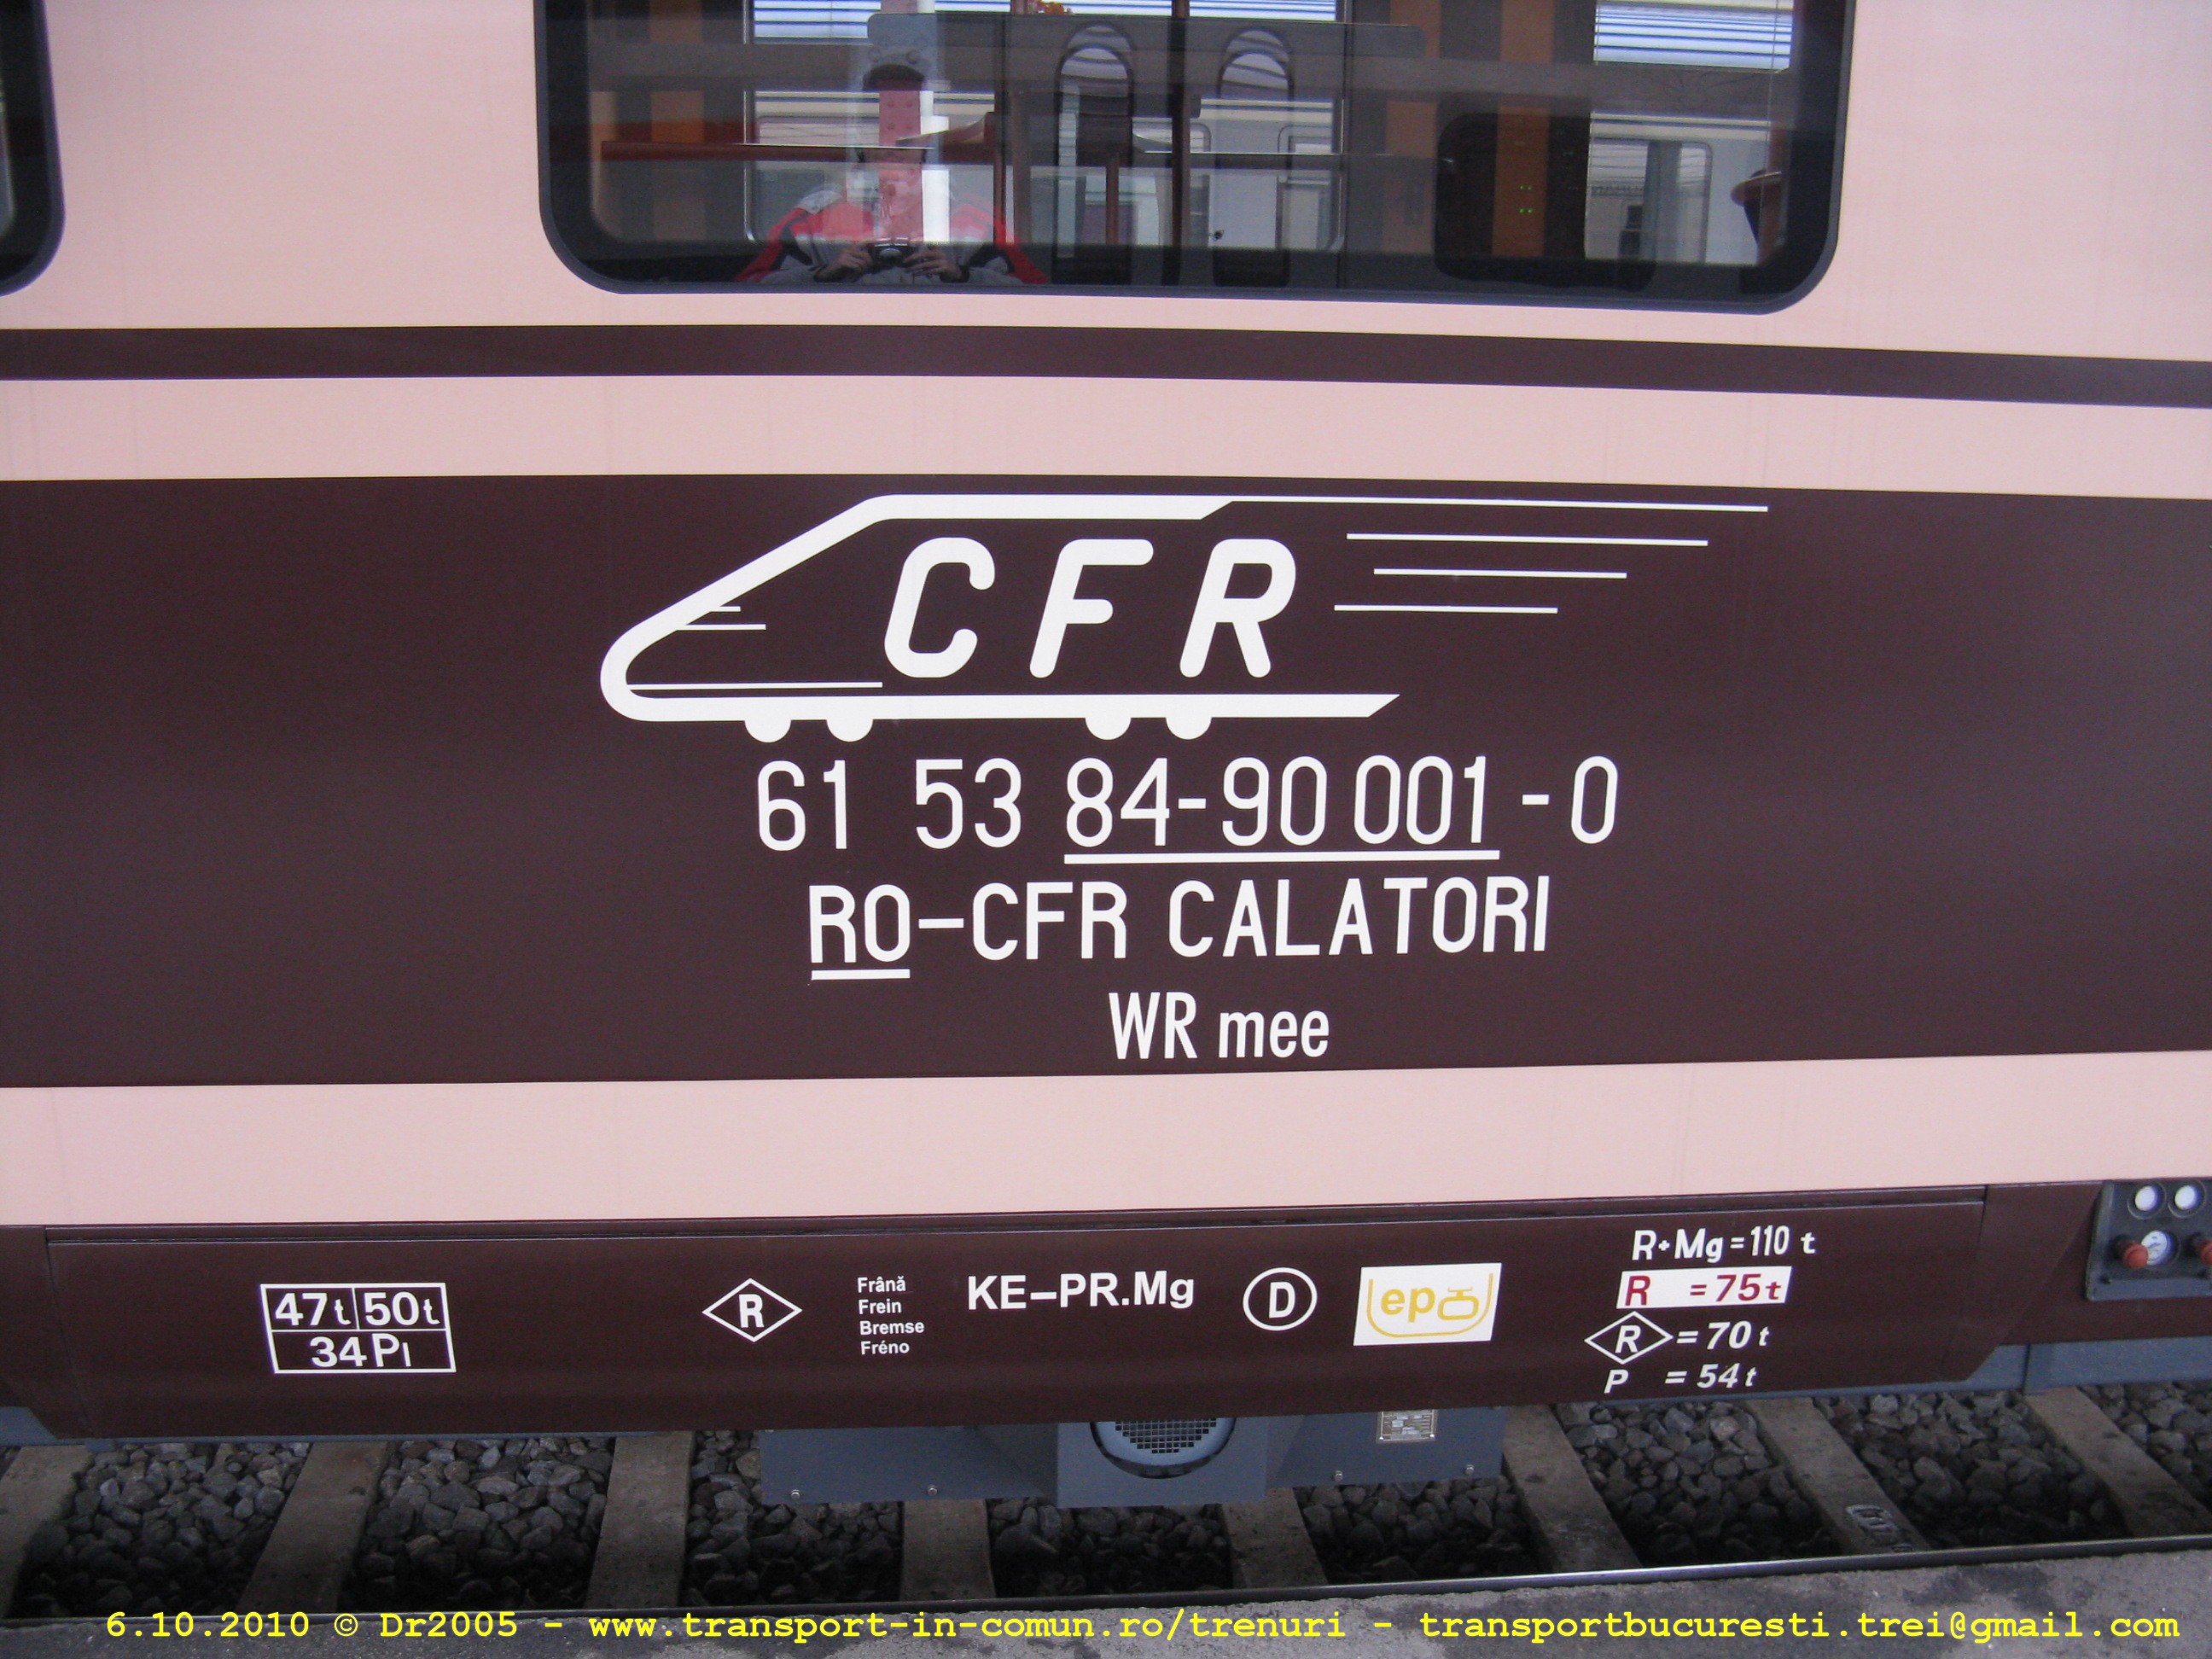 CFR
61 53 84-90 001-0
RO-CFR CALATORI
WR mee
47t 50t
34 Pl
R
Frână
Frein
Bremse
Fréno
KE-PR.Mg
D
ep
R+Mg=110 t
R =75t
R = 70 t
P = 54 t
6.10.2010 © Dr2005 - www.transport-in-comun.ro/trenuri - transportbucuresti.trei@gmail.com